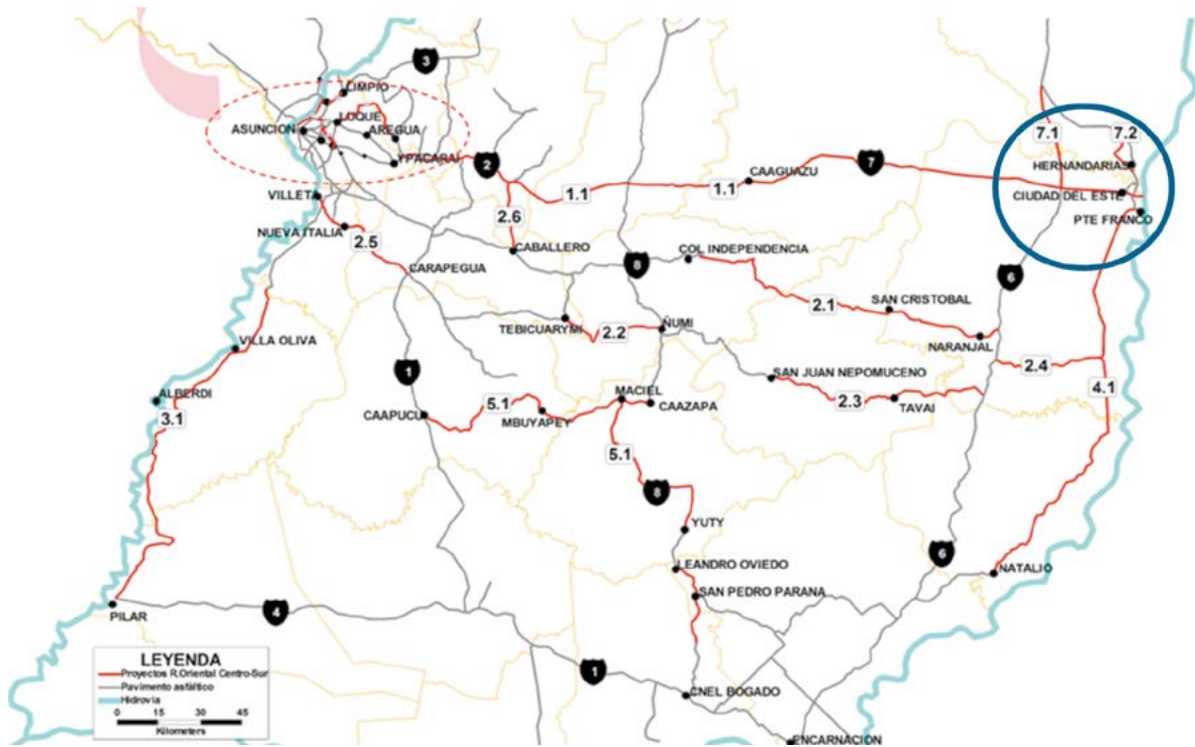 3
LIMPIO
LUQUE
ASUNCION
AREGUA
YPACARAI
2
7.1
7.2
HERNANDARIAS
CAAGUAZU
7
1.1
1.1
CIUDAD DEL ESTE
VILLETA
2.6
PTE FRANCO
NUEVA ITALIA
2.5
CABALLERO
COL INDEPENDENCIA
CARAPEGUA
8
6
2.1
SAN CRISTOBAL
TEBICUARYMI
2.2
ÑUMI
NARANJAL
VILLA OLIVA
2.4
1
SAN JUAN NEPOMUCENO
4.1
ALBERDI
3.1
MACIEL
2.3
TAVAI
CAAPUCU
5.1
MBUYAPEY
CAAZAPA
5.1
8
YUTY
6
LEANDRO OVIEDO
NATALIO
SAN PEDRO PARANA
PILAR
4
1
CNEL BOGADO
ENCARNACION
LEYENDA
Proyectos R.Oriental Centro-Sur
Pavimento asfáltico
Hidrovía
0 15 30 45
Kilometers